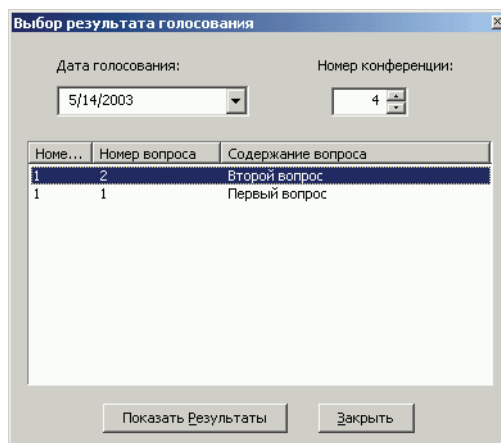 Выбор результата голосования
Дата голосования: Номер конференции:
5/14/2003 4
Номе... Номер вопроса Содержание вопроса
1 2 Второй вопрос
1 1 Первый вопрос
Показать Результаты Закрыть